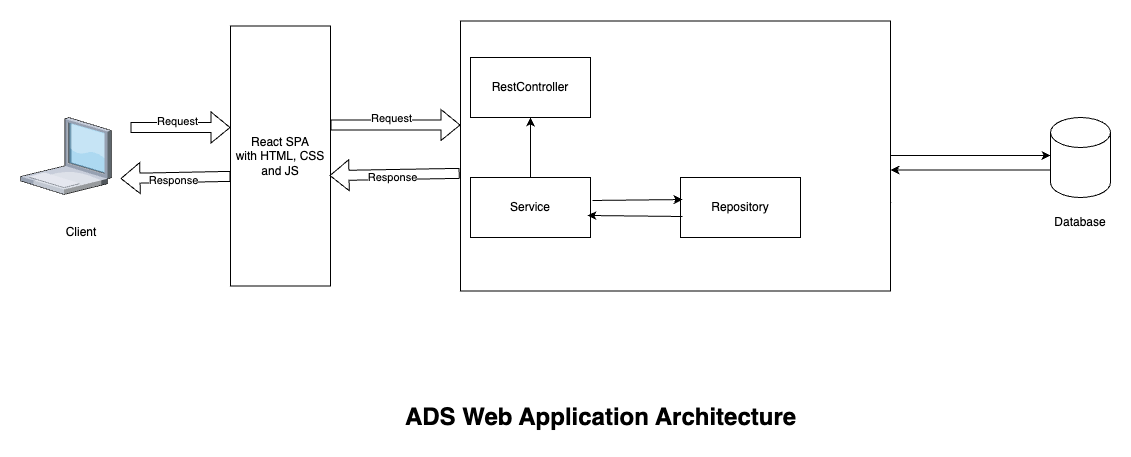 Request
Response
Client
React SPA
with HTML, CSS
and JS
Request
Response
RestController
Service
Repository
Database
ADS Web Application Architecture